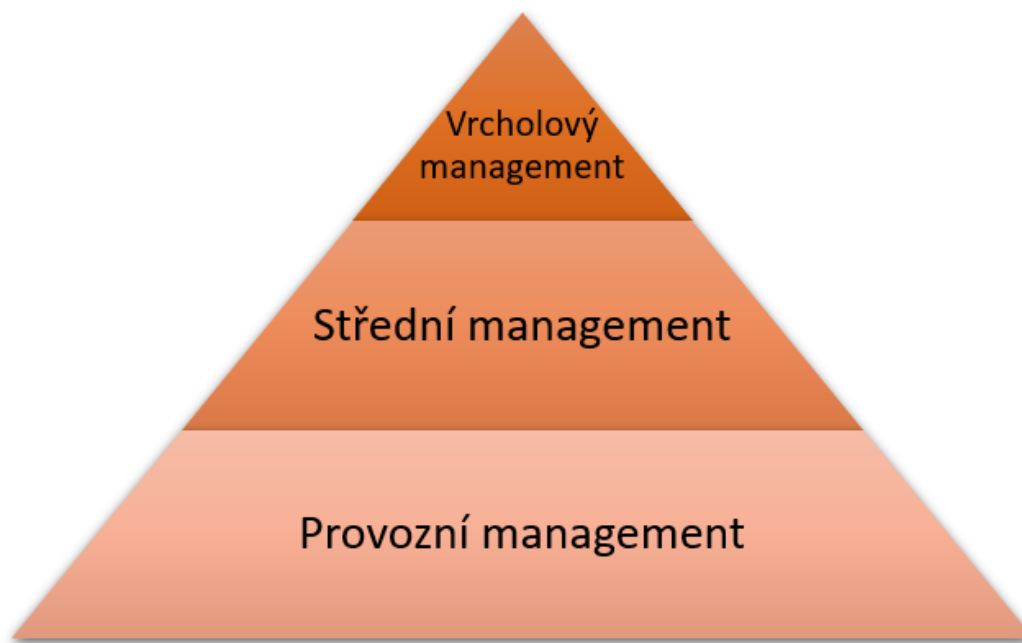 Vrcholový
management
Střední management
Provozní management